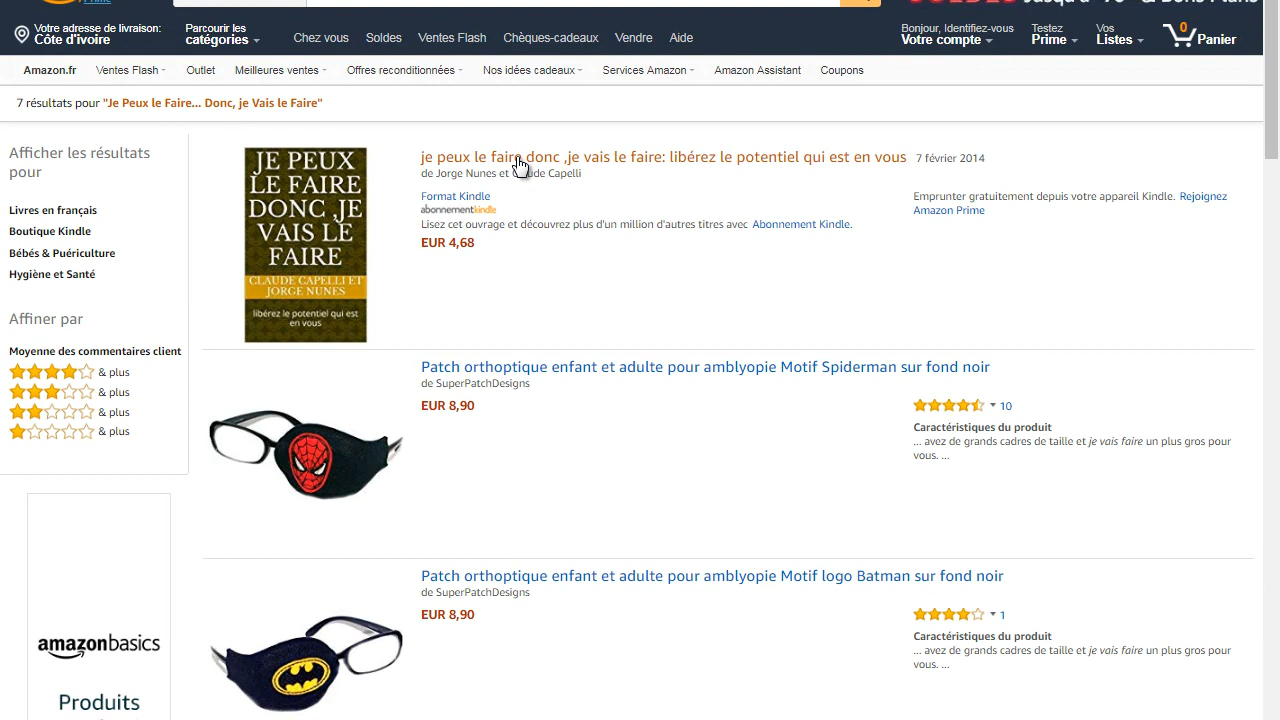 Prime
Votre adresse de livraison:
Côte d'ivoire
Parcourir les
catégories
Chez vous
Soldes
Ventes Flash
Chèques-cadeaux
Vendre
Aide
Bonjour, Identifiez-vous
Votre compte
Testez
Prime
Vos
Listes
0
Panier
Amazon.fr
Ventes Flash
Outlet
Meilleures ventes
Offres reconditionnées
Nos idées cadeaux
Services Amazon
Amazon Assistant
Coupons
7 résultats pour "Je Peux le Faire... Donc, je Vais le Faire"
Afficher les résultats
pour
Livres en français
Boutique Kindle
Bébés & Puériculture
Hygiène et Santé
Affiner par
Moyenne des commentaires client
& plus
& plus
& plus
& plus
amazonbasics
Produits
JE PEUX
LE FAIRE
DONC ,JE
VAIS LE
FAIRE
CLAUDE CAPELLI ET
JORGE NUNES
libérez le potentiel qui est
en vous
je peux le faire donc ,je vais le faire: libérez le potentiel qui est en vous 7 février 2014
de Jorge Nunes et Claude Capelli
Format Kindle
abonnementkindle
Lisez cet ouvrage et découvrez plus d'un million d'autres titres avec Abonnement Kindle.
EUR 4,68
Emprunter gratuitement depuis votre appareil Kindle. Rejoignez
Amazon Prime
Patch orthoptique enfant et adulte pour amblyopie Motif Spiderman sur fond noir
de SuperPatchDesigns
EUR 8,90
10
Caractéristiques du produit
... avez de grands cadres de taille et je vais faire un plus gros pour
vous. ...
Patch orthoptique enfant et adulte pour amblyopie Motif logo Batman sur fond noir
de SuperPatchDesigns
EUR 8,90
1
Caractéristiques du produit
... avez de grands cadres de taille et je vais faire un plus gros pour
vous. ...